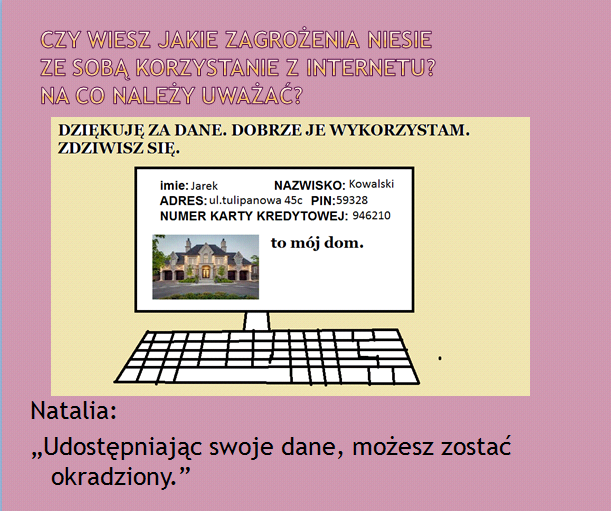 CZY WIESZ JAKIE ZAGROŻENIA NIESIE
ZE SOBĄ KORZYSTANIE Z INTERNETU?
NA CO NALEŻY UWAŻAĆ?
DZIĘKUJĘ ZA DANE. DOBRZE JE WYKORZYSTAM.
ZDZIWISZ SIĘ.
imie: Jarek NAZWISKO: Kowalski
ADRES: ul.tulipanowa 45c PIN:59328
NUMER KARTY KREDYTOWEJ: 946210
to mój dom.
Natalia:
„Udostępniając swoje dane, możesz zostać
okradziony.”